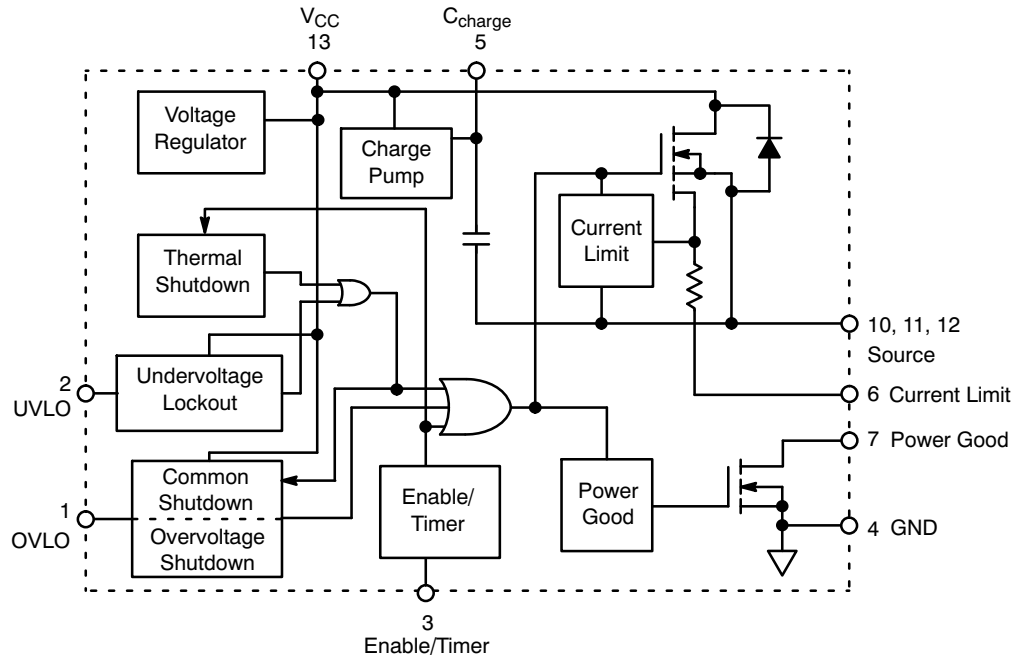 VCC
13
Ccharge
5
Voltage
Regulator
Charge
Pump
Current
Limit
Thermal
Shutdown
10, 11, 12
Source
2
UVLO
Undervoltage
Lockout
6 Current Limit
7 Power Good
1
OVLO
Common
Shutdown
Overvoltage
Shutdown
Enable/
Timer
Power
Good
4 GND
3
Enable/Timer